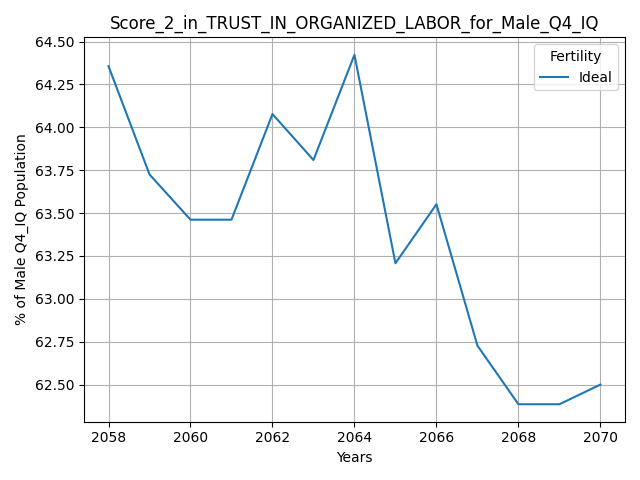 Score_2_in_TRUST_IN_ORGANIZED_LABOR_for_Male_Q4_IQ
% of Male Q4_IQ Population
64.50
64.25
64.00
63.75
63.50
63.25
63.00
62.75
62.50
Fertility
Ideal
2058 2060 2062 2064 2066 2068 2070
Years